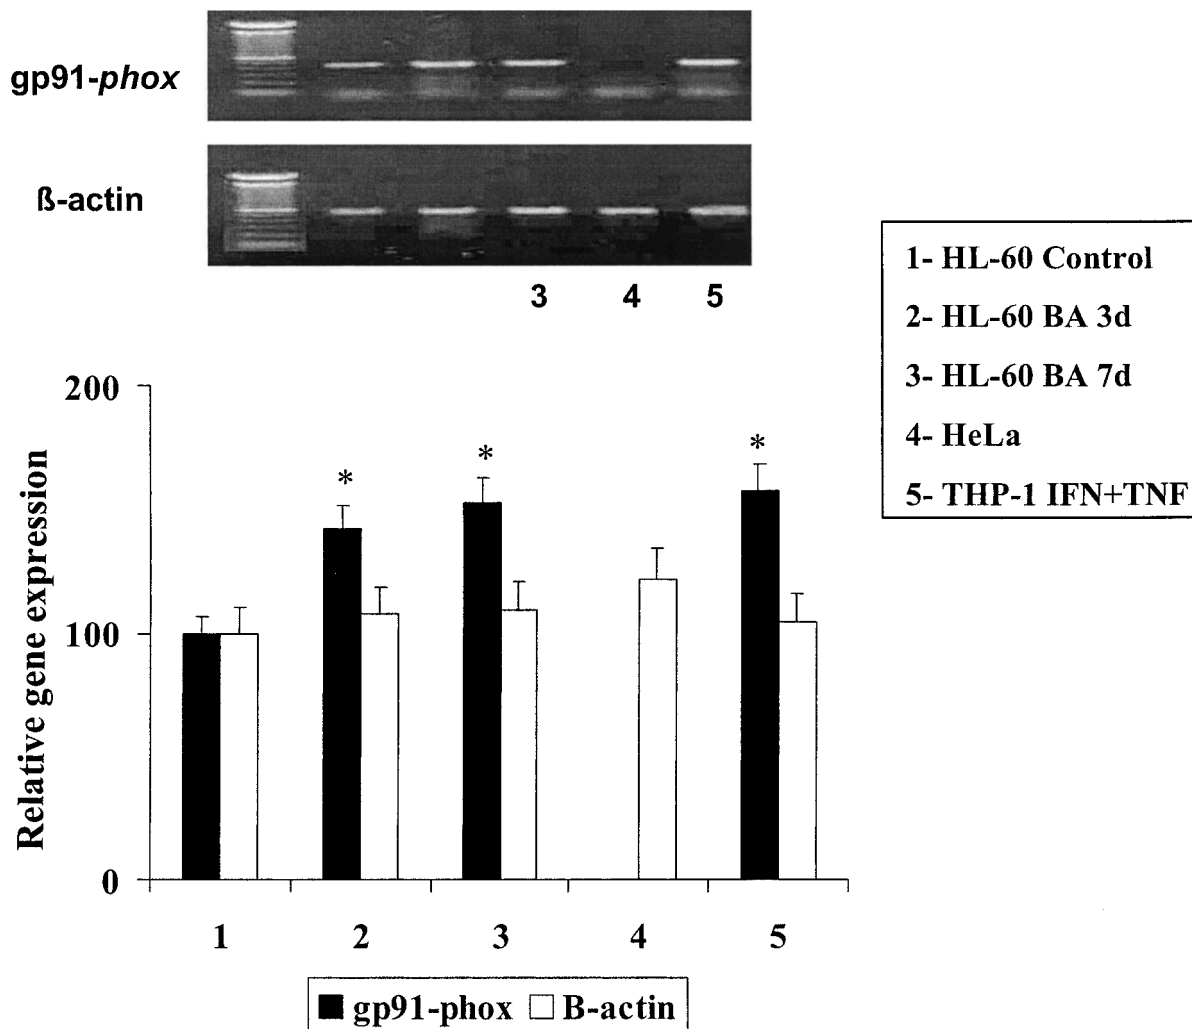 gp91-phox
ß-actin
3 4 5
1- HL-60 Control
2- HL-60 BA 3d
3- HL-60 BA 7d
4- HeLa
5- THP-1 IFN+TNF
Relative gene expression
200
100
0
* * *
1 2 3 4 5
gp91-phox B-actin